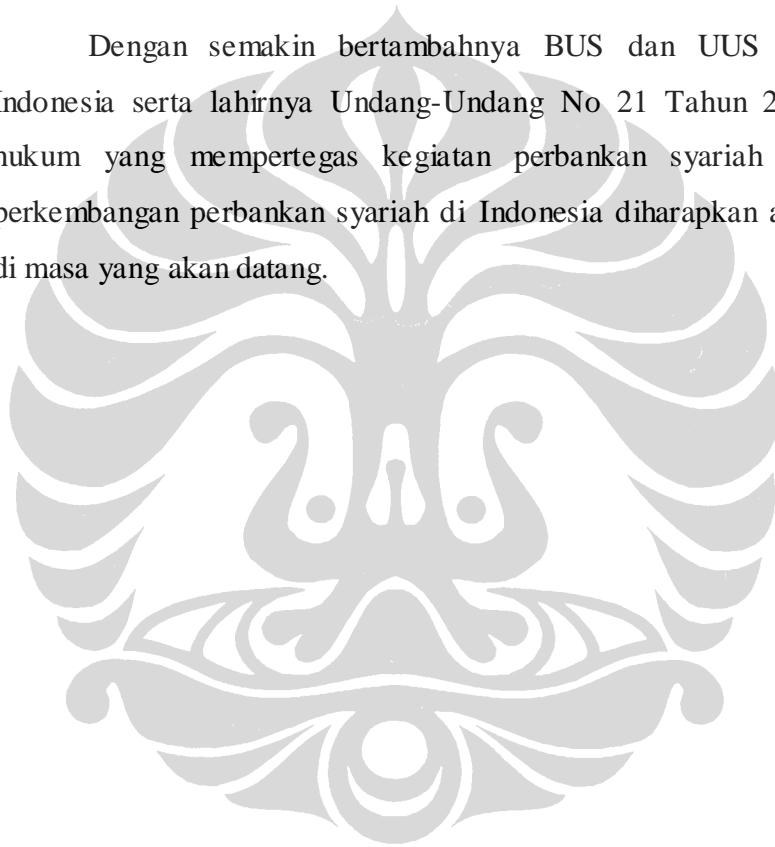 Dengan semakin bertambahnya BUS dan UUS
Indonesia serta lahirnya Undang-Undang No 21 Tahun 2
hukum yang mempertegas kegiatan perbankan syariah
perkembangan perbankan syariah di Indonesia diharapkan a
di masa yang akan datang.